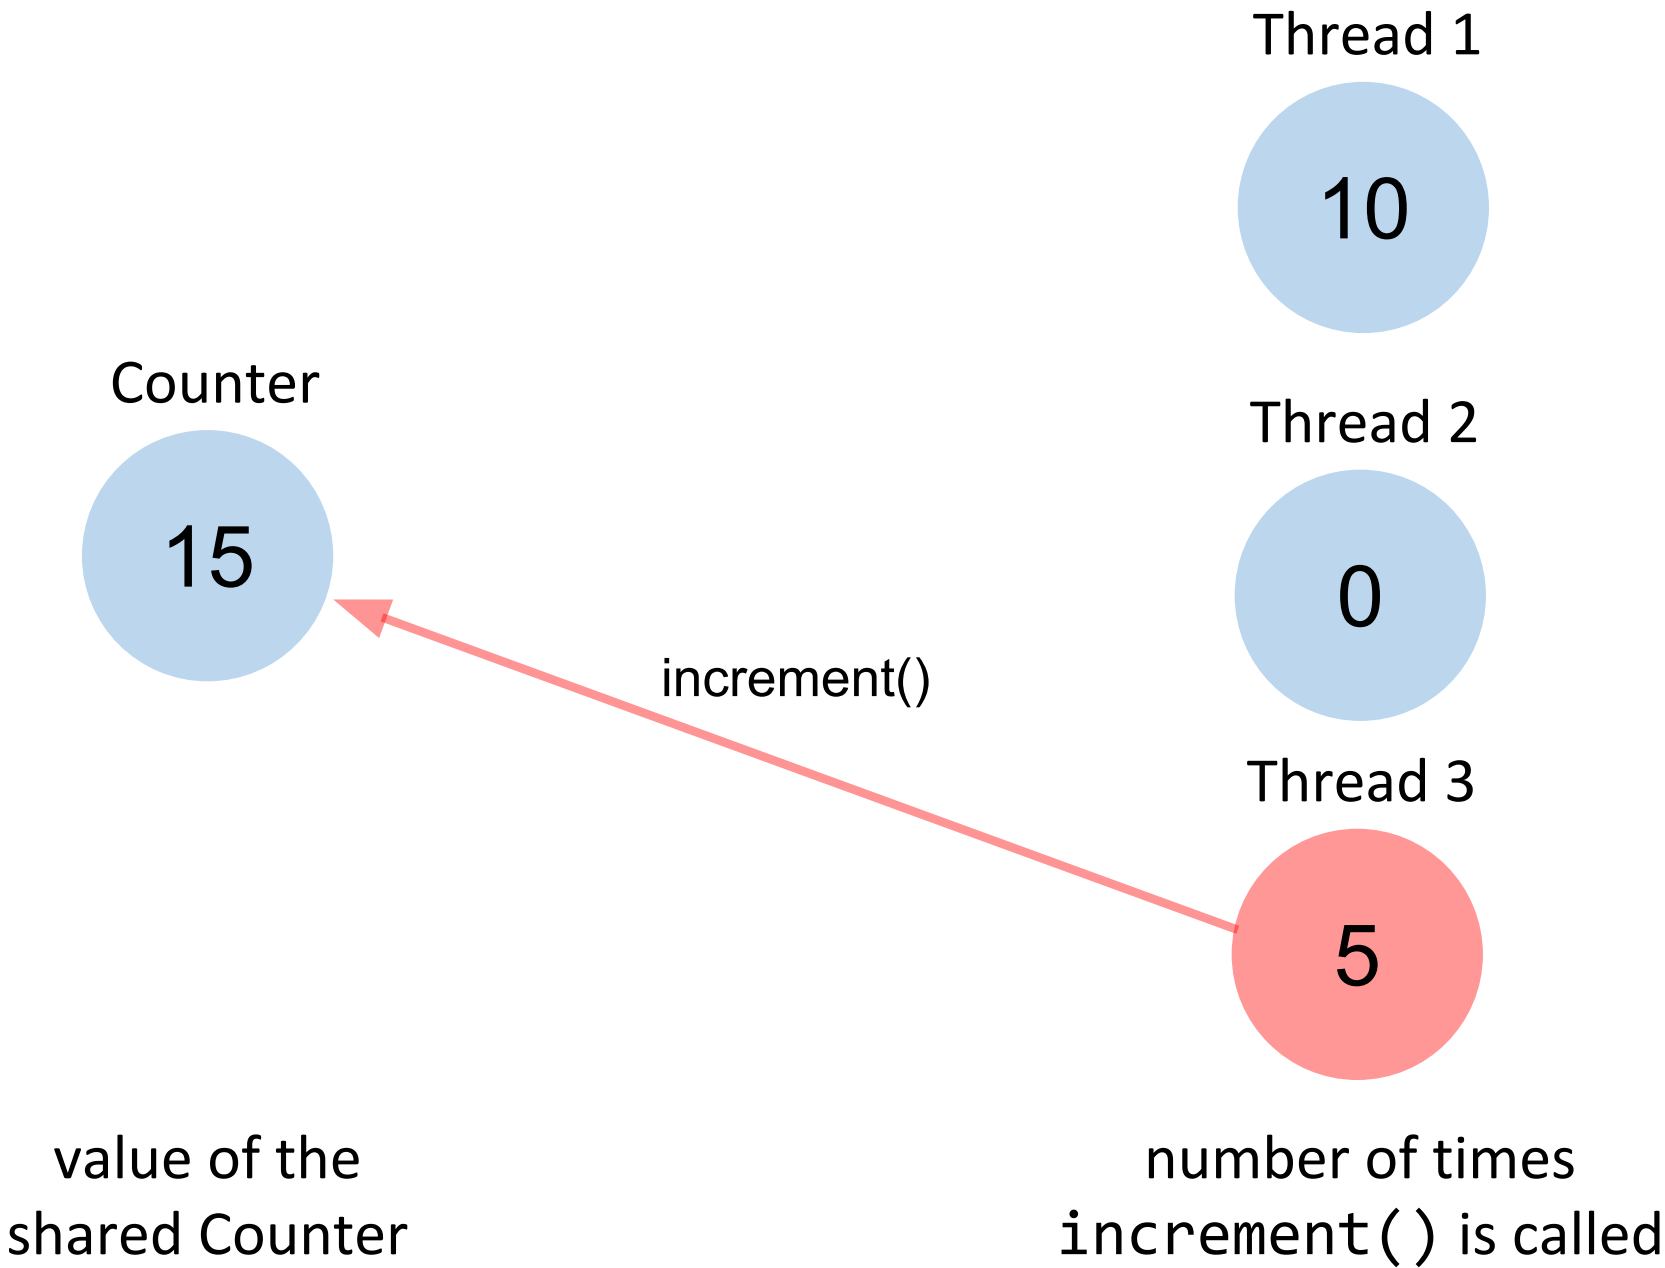 Thread 1
10
Counter
15
Thread 2
0
increment()
Thread 3
5
value of the
shared Counter
number of times
increment() is called